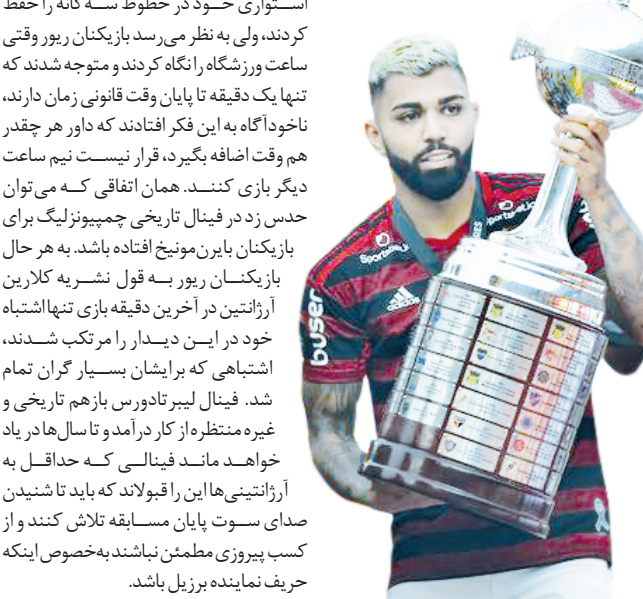 استواری خود در خطوط سه گانه را حفظ
کردند، ولی به نظر می‌رسد بازیکنان ریور وقتی
ساعت ورزشگاه را نگاه کردند و متوجه شدند که
تنها یک دقیقه تا پایان وقت قانونی زمان دارند،
ناخودآگاه به این فکر افتادند که داور هر چقدر
هم وقت اضافه بگیرد، قرار نیست نیم ساعت
دیگر بازی کنند. همان اتفاقی که می‌توان
حدس زد در فینال تاریخی چمپیونزلیگ برای
بازیکنان بایرن‌مونیخ افتاده باشد. به هر حال
بازیکنان ریور به قول نشریه کلارین
آرژانتین در آخرین دقیقه بازی تنها اشتباه
خود در این دیدار را مرتکب شدند،
اشتباهی که برایشان بسیار گران تمام
شد. فینال لیبرتادورس بازهم تاریخی و
غیره منتظره از کار درآمد و تا سال‌ها در یاد
خواهد ماند فینالی که حداقل به
آرژانتینی‌ها این را قبولاند که باید تا شنیدن
صدای سوت پایان مسابقه تلاش کنند و از
کسب پیروزی مطمئن نباشند به‌خصوص اینکه
حریف نماینده برزیل باشد.
buser